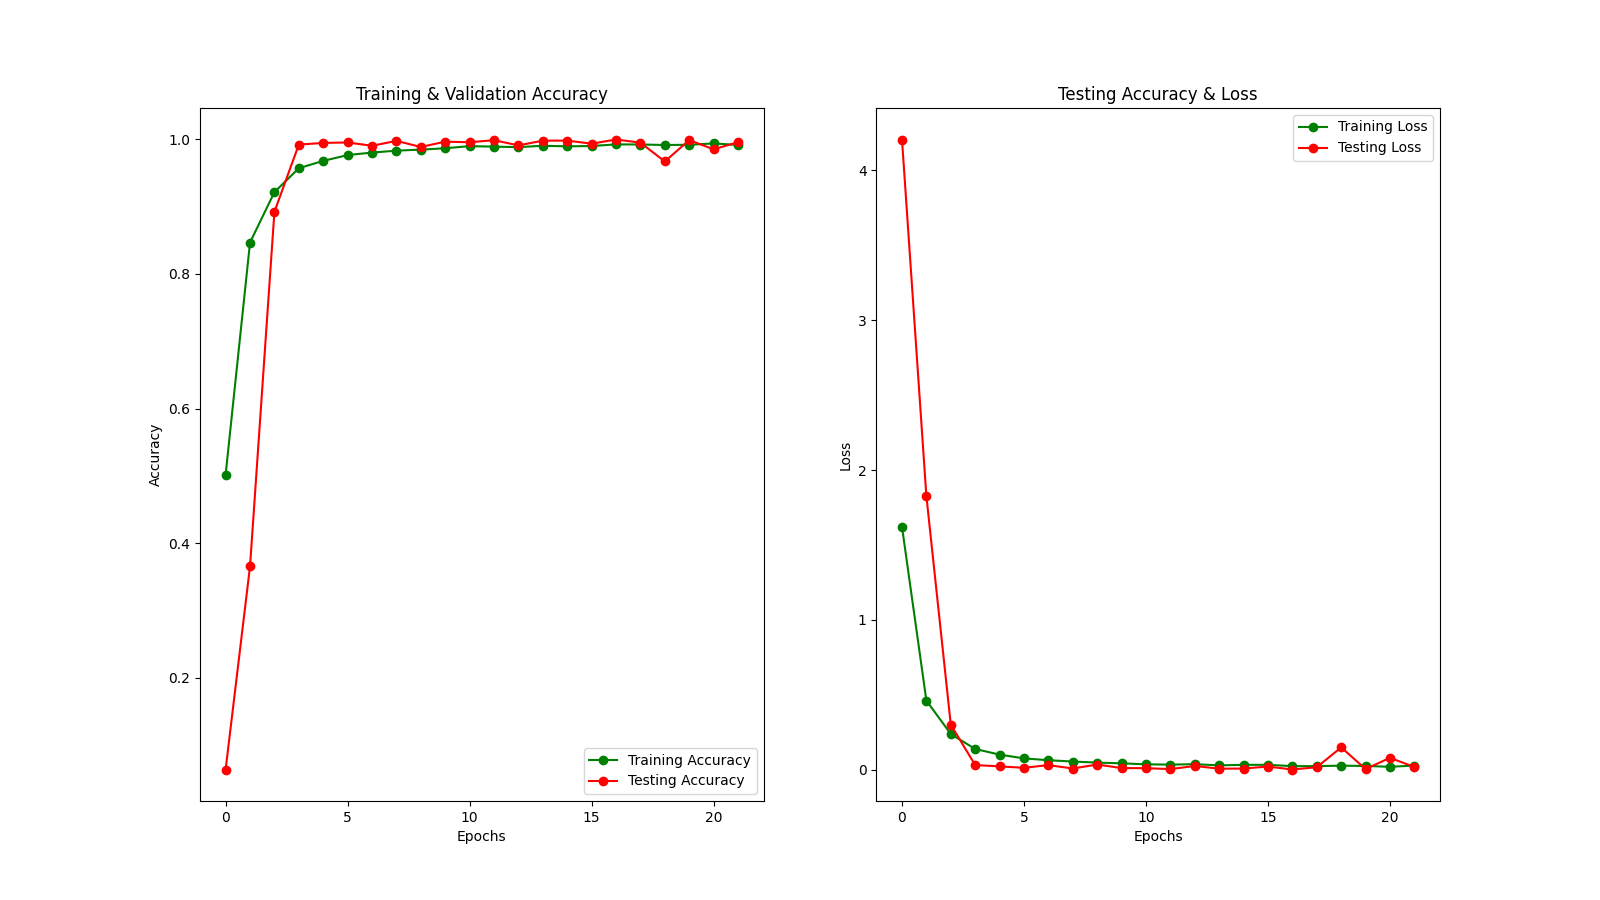 Training & Validation Accuracy
Accuracy
1.0
0.8
0.6
0.4
0.2
0 5 10 15 20
Epochs
Training Accuracy
Testing Accuracy
Testing Accuracy & Loss
Loss
4
3
2
1
0
0 5 10 15 20
Epochs
Training Loss
Testing Loss